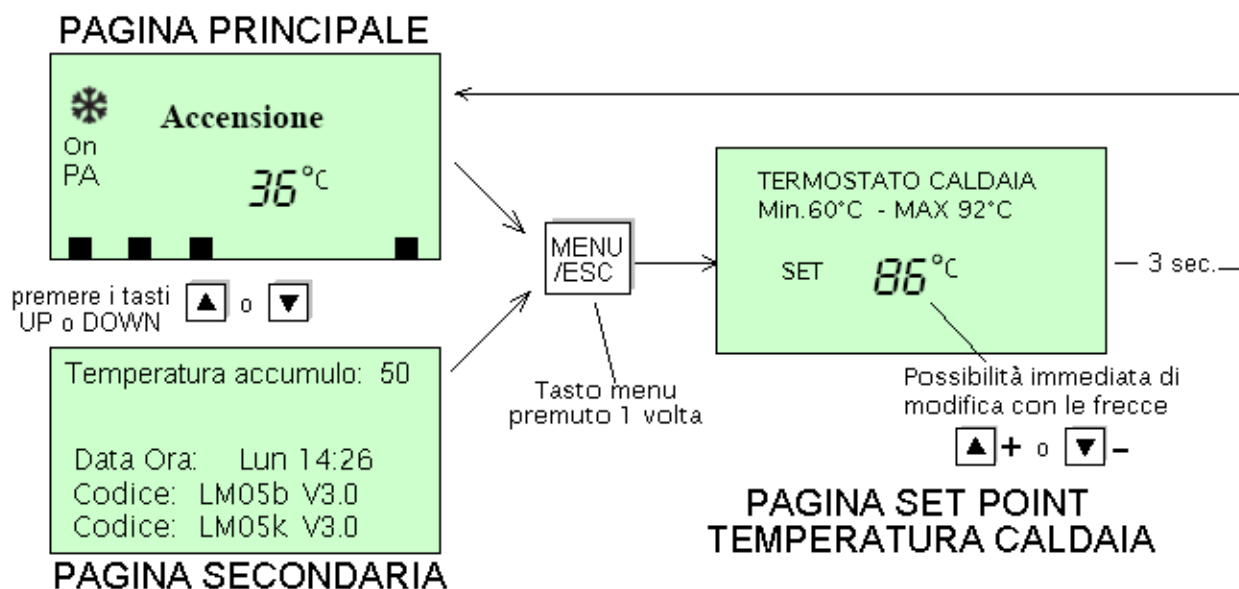 PAGINA PRINCIPALE
Accensione
On
PA
36°C
premere i tasti
UP o DOWN
o
Temperatura accumulo: 50
Data Ora: Lun 14:26
Codice: LM05b V3.0
Codice: LM05k V3.0
PAGINA SECONDARIA
MENU
/ESC
Tasto menu
premuto 1 volta
TERMOSTATO CALDAIA
Min.60°C - MAX 92°C
SET 86°C
3 sec.
Possibilità immediata di
modifica con le frecce
+ o -
PAGINA SET POINT
TEMPERATURA CALDAIA